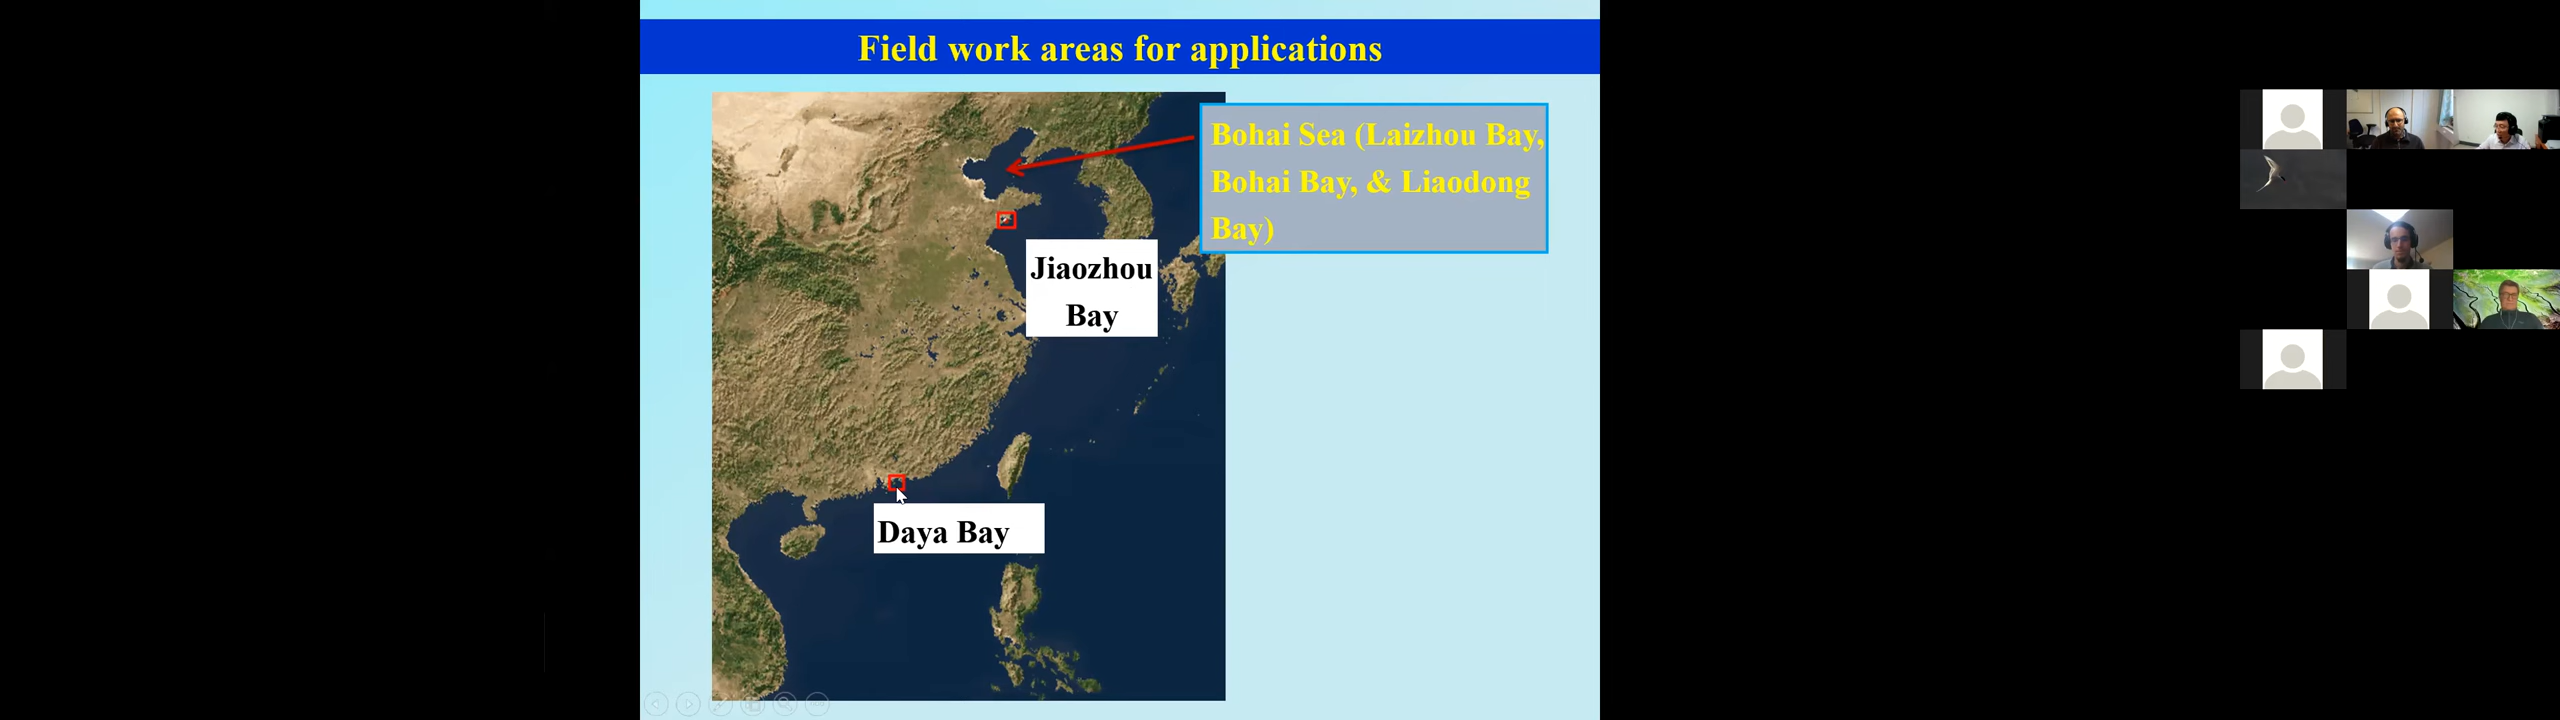 Field work areas for applications
Bohai Sea (Laizhou Bay,
Bohai Bay, & Liaodong
Bay)
Jiaozhou
Bay
Daya Bay